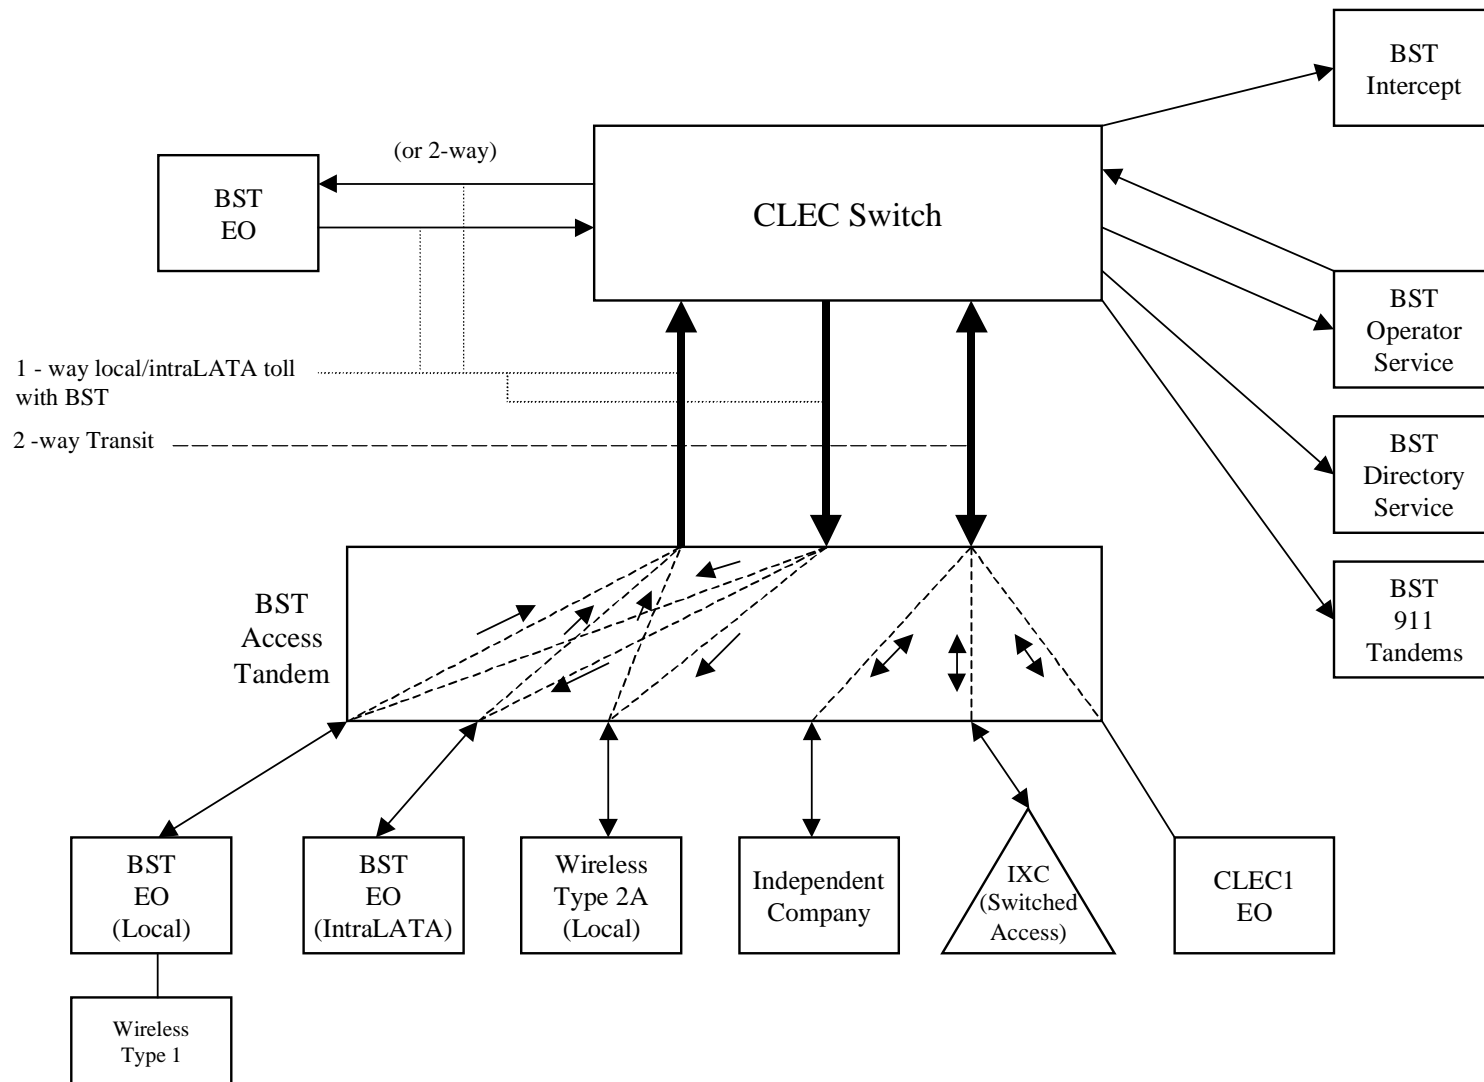 BST
Intercept
(or 2-way)
BST
EO
CLEC Switch
BST
Operator
Service
1 - way local/intraLATA toll
with BST
2 -way Transit
BST
Directory
Service
BST
911
Tandems
BST
Access
Tandem
BST
EO
(Local)
BST
EO
(IntraLATA)
Wireless
Type 2A
(Local)
Independent
Company
IXC
(Switched
Access)
CLEC1
EO
Wireless
Type 1